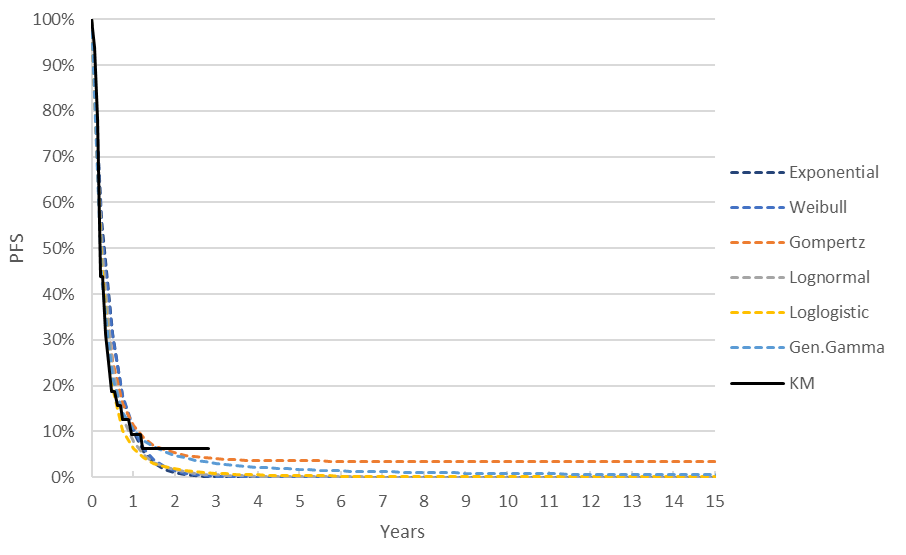 100%
90%
80%
70%
60%
50%
40%
30%
20%
10%
0%
PFS
0 1 2 3 4 5 6 7 8 9 10 11 12 13 14 15
Years
Exponential
Weibull
Gompertz
Lognormal
Loglogistic
Gen.Gamma
KM